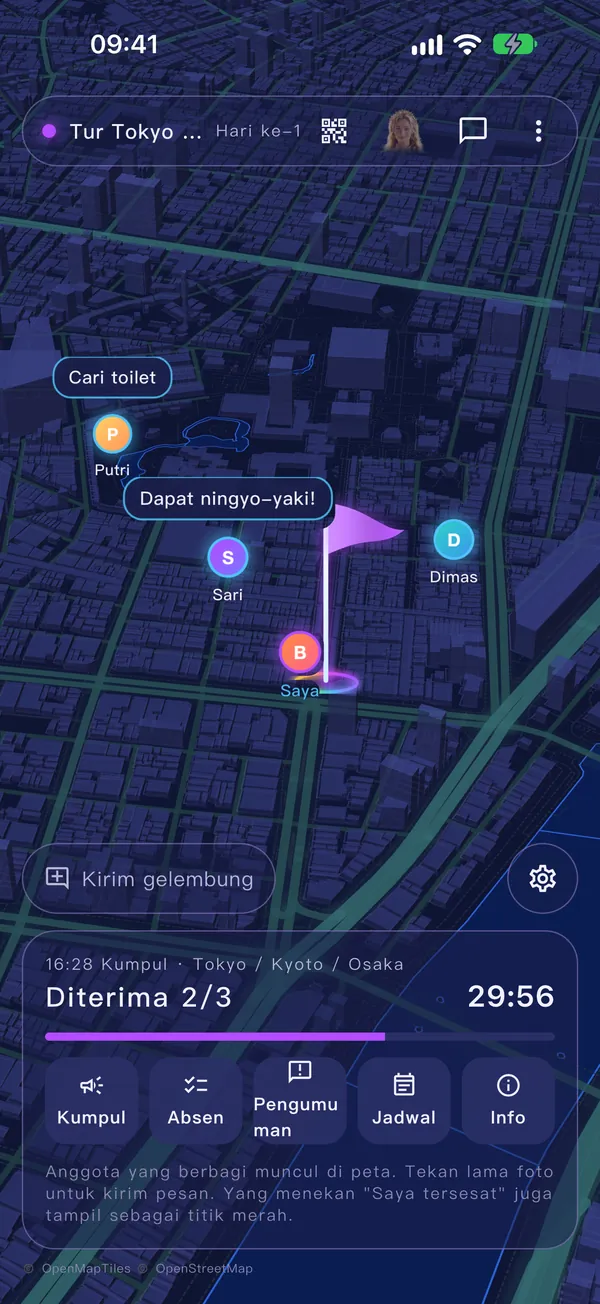 09:41
Tur Tokyo ... Hari ke-1
Cari toilet
P
Putri
Dapat ningyo-yaki!
S
Sari
D
Dimas
B
Saya
Kirim gelembung
16:28 Kumpul · Tokyo / Kyoto / Osaka
Diterima 2/3 29:56
Kumpul
Absen
Pengumu
man
Jadwal
Info
Anggota yang berbagi muncul di peta. Tekan lama foto
untuk kirim pesan. Yang menekan "Saya tersesat" juga
tampil sebagai titik merah.
© OpenMapTiles © OpenStreetMap